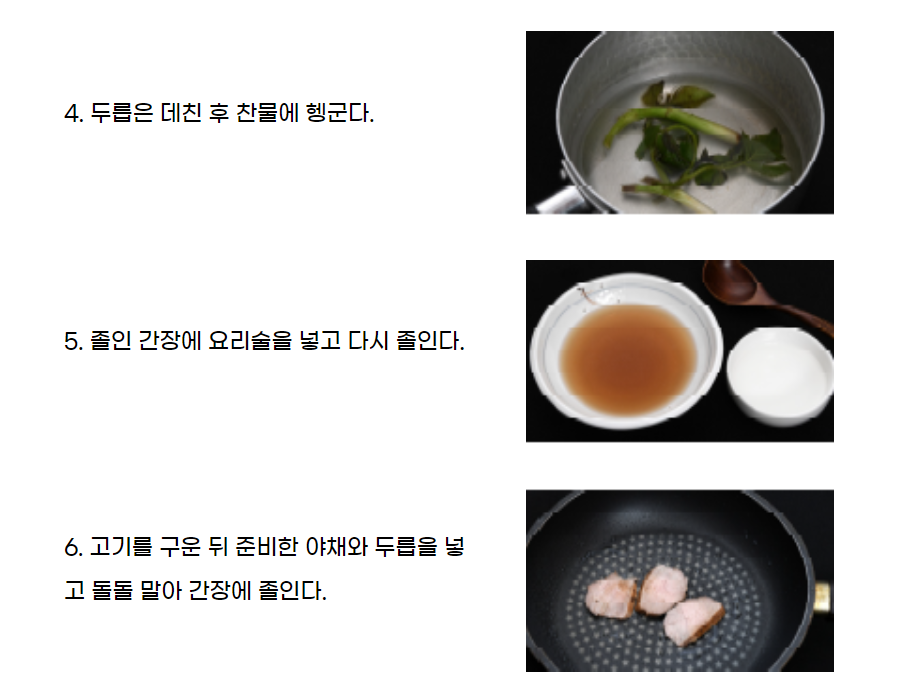 4. 두릅은 데친 후 찬물에 헹군다.
5. 졸인 간장에 요리술을 넣고 다시 졸인다.
6. 고기를 구운 뒤 준비한 야채와 두릅을 넣
고 돌돌 말아 간장에 졸인다.